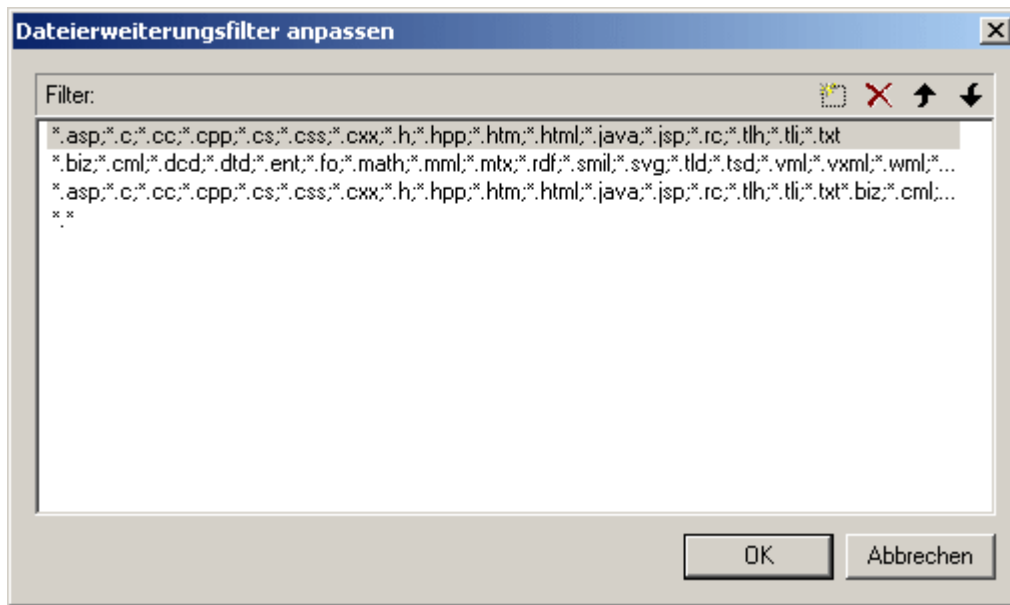 Dateierweiterungsfilter anpassen
Filter:
*.asp;*.c;*.cc;*.cpp;*.cs;*.css;*.cxx;*.h;*.hpp;*.htm;*.html;*.java;*.jsp;*.rc;*.tlh;*.tli;*.txt
*.biz;*.cml;*.dcd;*.dtd;*.ent;*.fo;*.math;*.mml;*.mtx;*.rdf;*.smil;*.svg;*.tld;*.tsd;*.vml;*.vxml;*.wml;*...
*.asp;*.c;*.cc;*.cpp;*.cs;*.css;*.cxx;*.h;*.hpp;*.htm;*.html;*.java;*.jsp;*.rc;*.tlh;*.tli;*.txt*.biz;*.cml;...
*.*
OK Abbrechen